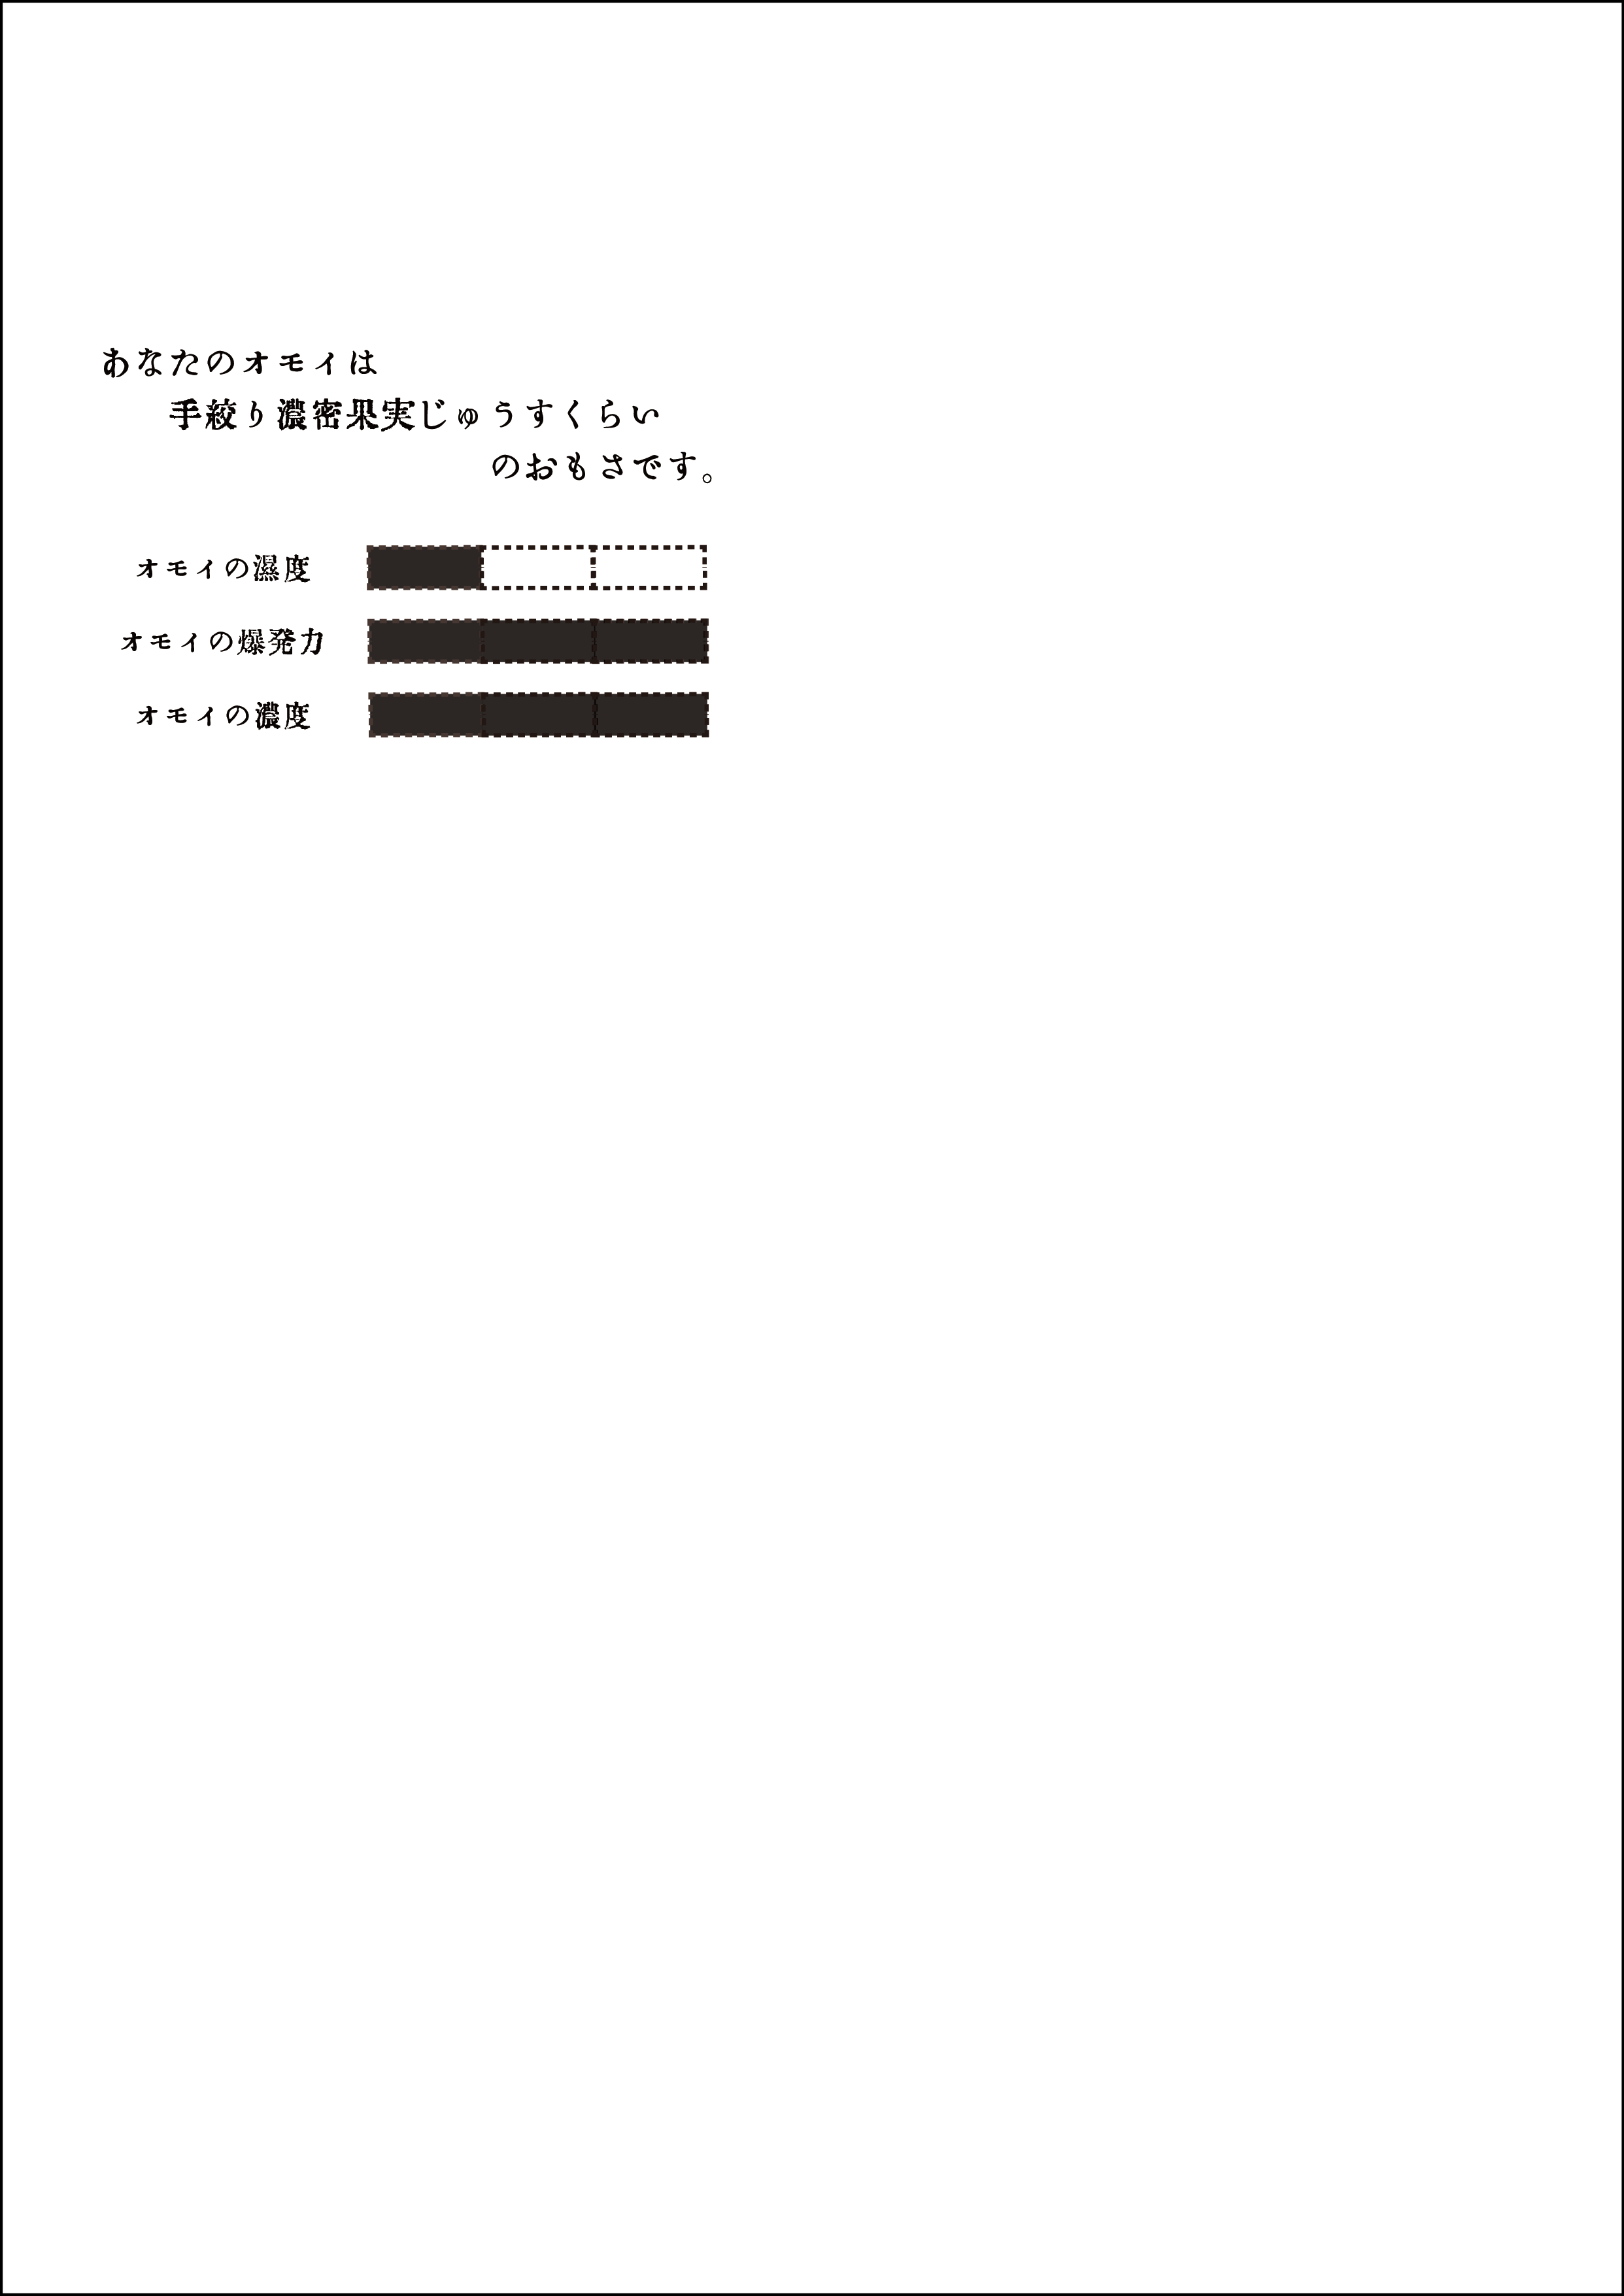 あなたのオモイは
手絞り濃密果実じゅうすくらい
のおもさです。
オモイの濕度
オモイの爆発力
オモイの濃度